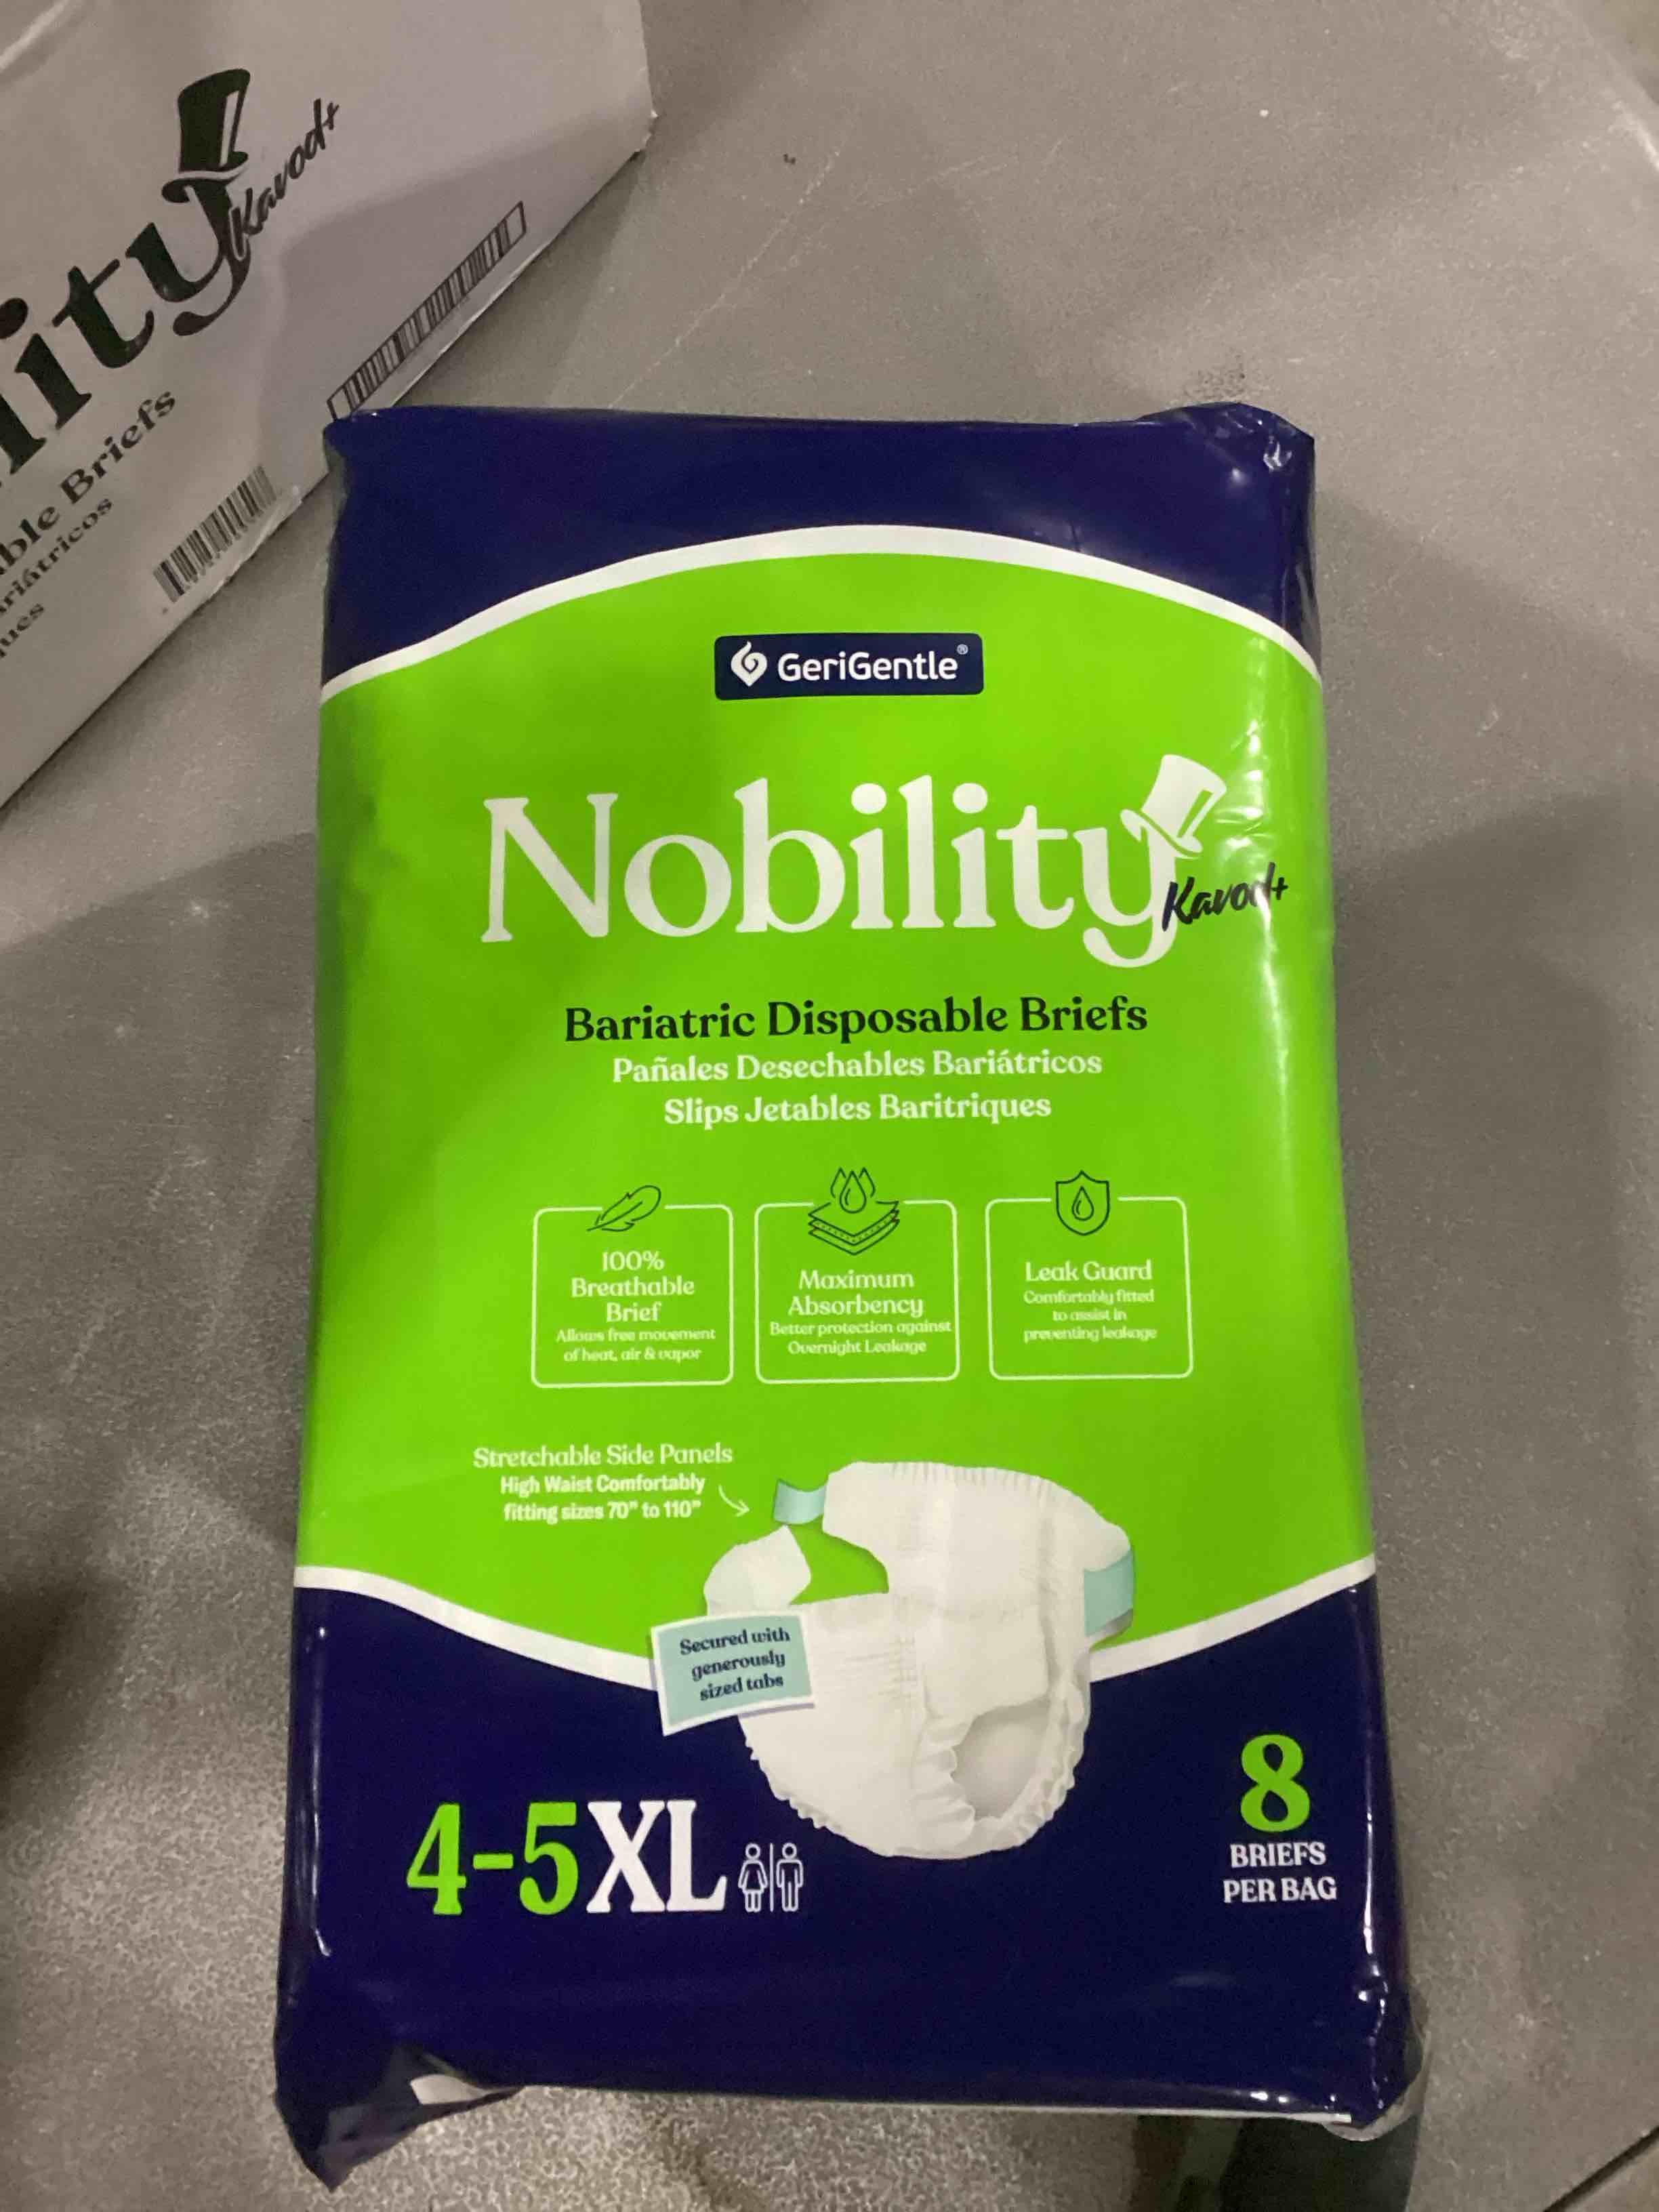 Kavod+
Briefs
GeriGentle®
Nobility
Kavod+
Bariatric Disposable Briefs
Pañales Desechables Bariátricos
Slips Jetables Baritriques
100%
Breathable
Brief
Allows free movement
of heat, air & vapor
Maximum
Absorbency
Better protection against
Overnight Leakage
Leak Guard
Comfortably fitted
to assist in
preventing leakage
Stretchable Side Panels
High Waist Comfortably
fitting sizes 70" to 110"
Secured with
generously
sized tabs
4-5XL
8
BRIEFS
PER BAG